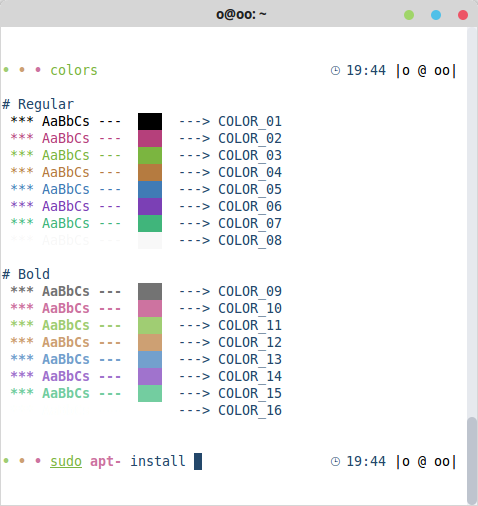 o@oo: ~
• • • colors 19:44 |o @ oo|
# Regular
*** AaBbCs --- ---> COLOR_01
*** AaBbCs --- ---> COLOR_02
*** AaBbCs --- ---> COLOR_03
*** AaBbCs --- ---> COLOR_04
*** AaBbCs --- ---> COLOR_05
*** AaBbCs --- ---> COLOR_06
*** AaBbCs --- ---> COLOR_07
*** AaBbCs --- ---> COLOR_08
# Bold
*** AaBbCs --- ---> COLOR_09
*** AaBbCs --- ---> COLOR_10
*** AaBbCs --- ---> COLOR_11
*** AaBbCs --- ---> COLOR_12
*** AaBbCs --- ---> COLOR_13
*** AaBbCs --- ---> COLOR_14
*** AaBbCs --- ---> COLOR_15
---> COLOR_16
• • • sudo apt- install 19:44 |o @ oo|